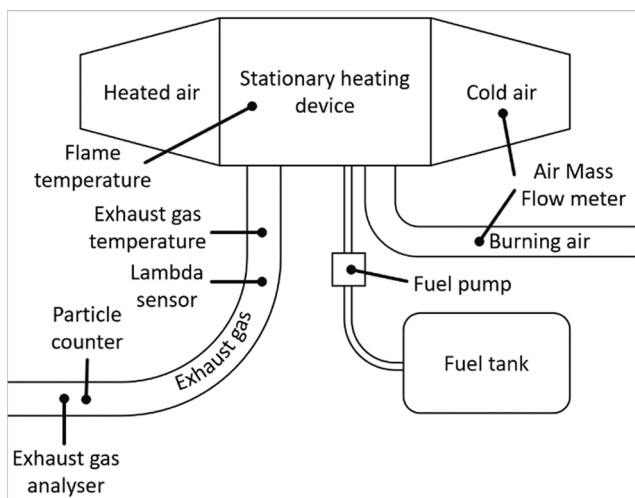 Heated air
Stationary heating
device
Cold air
Flame
temperature
Air Mass
Flow meter
Exhaust gas
temperature
Burning air
Lambda
sensor
Fuel pump
Particle
counter
Exhaust gas
Fuel tank
Exhaust gas
analyser